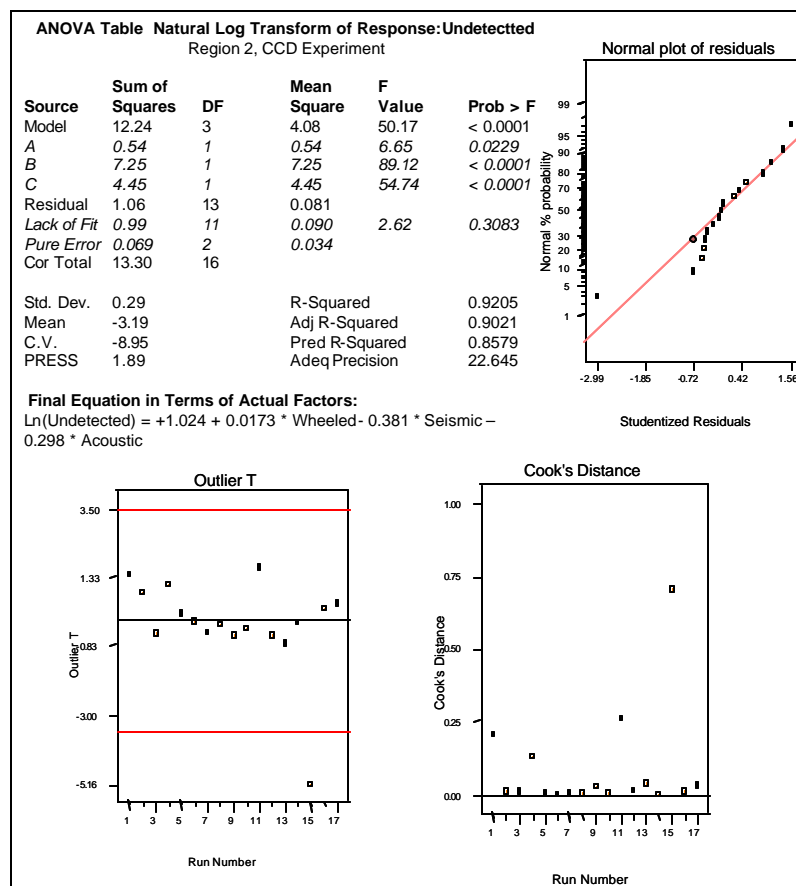 ANOVA Table Natural Log Transform of Response:Undetectted
Region 2, CCD Experiment
Sum of Mean F
Source Squares DF Square Value Prob > F
Model 12.24 3 4.08 50.17 < 0.0001
A 0.54 1 0.54 6.65 0.0229
B 7.25 1 7.25 89.12 < 0.0001
C 4.45 1 4.45 54.74 < 0.0001
Residual 1.06 13 0.081
Lack of Fit 0.99 11 0.090 2.62 0.3083
Pure Error 0.069 2 0.034
Cor Total 13.30 16
Std. Dev. 0.29 R-Squared 0.9205
Mean -3.19 Adj R-Squared 0.9021
C.V. -8.95 Pred R-Squared 0.8579
PRESS 1.89 Adeq Precision 22.645
Final Equation in Terms of Actual Factors:
Ln(Undetected) = +1.024 + 0.0173 * Wheeled- 0.381 * Seismic –
0.298 * Acoustic
Normal plot of residuals
Normal % probability
99
95
90
80
70
50
30
20
10
5
1
-2.99 -1.85 -0.72 0.42 1.56
Studentized Residuals
Outlier T
Outlier T
3.50
1.33
-0.83
-3.00
-5.16
1 3 5 7 9 11 13 15 17
Run Number
Cook's Distance
Cook's Distance
1.00
0.75
0.50
0.25
0.00
1 3 5 7 9 11 13 15 17
Run Number